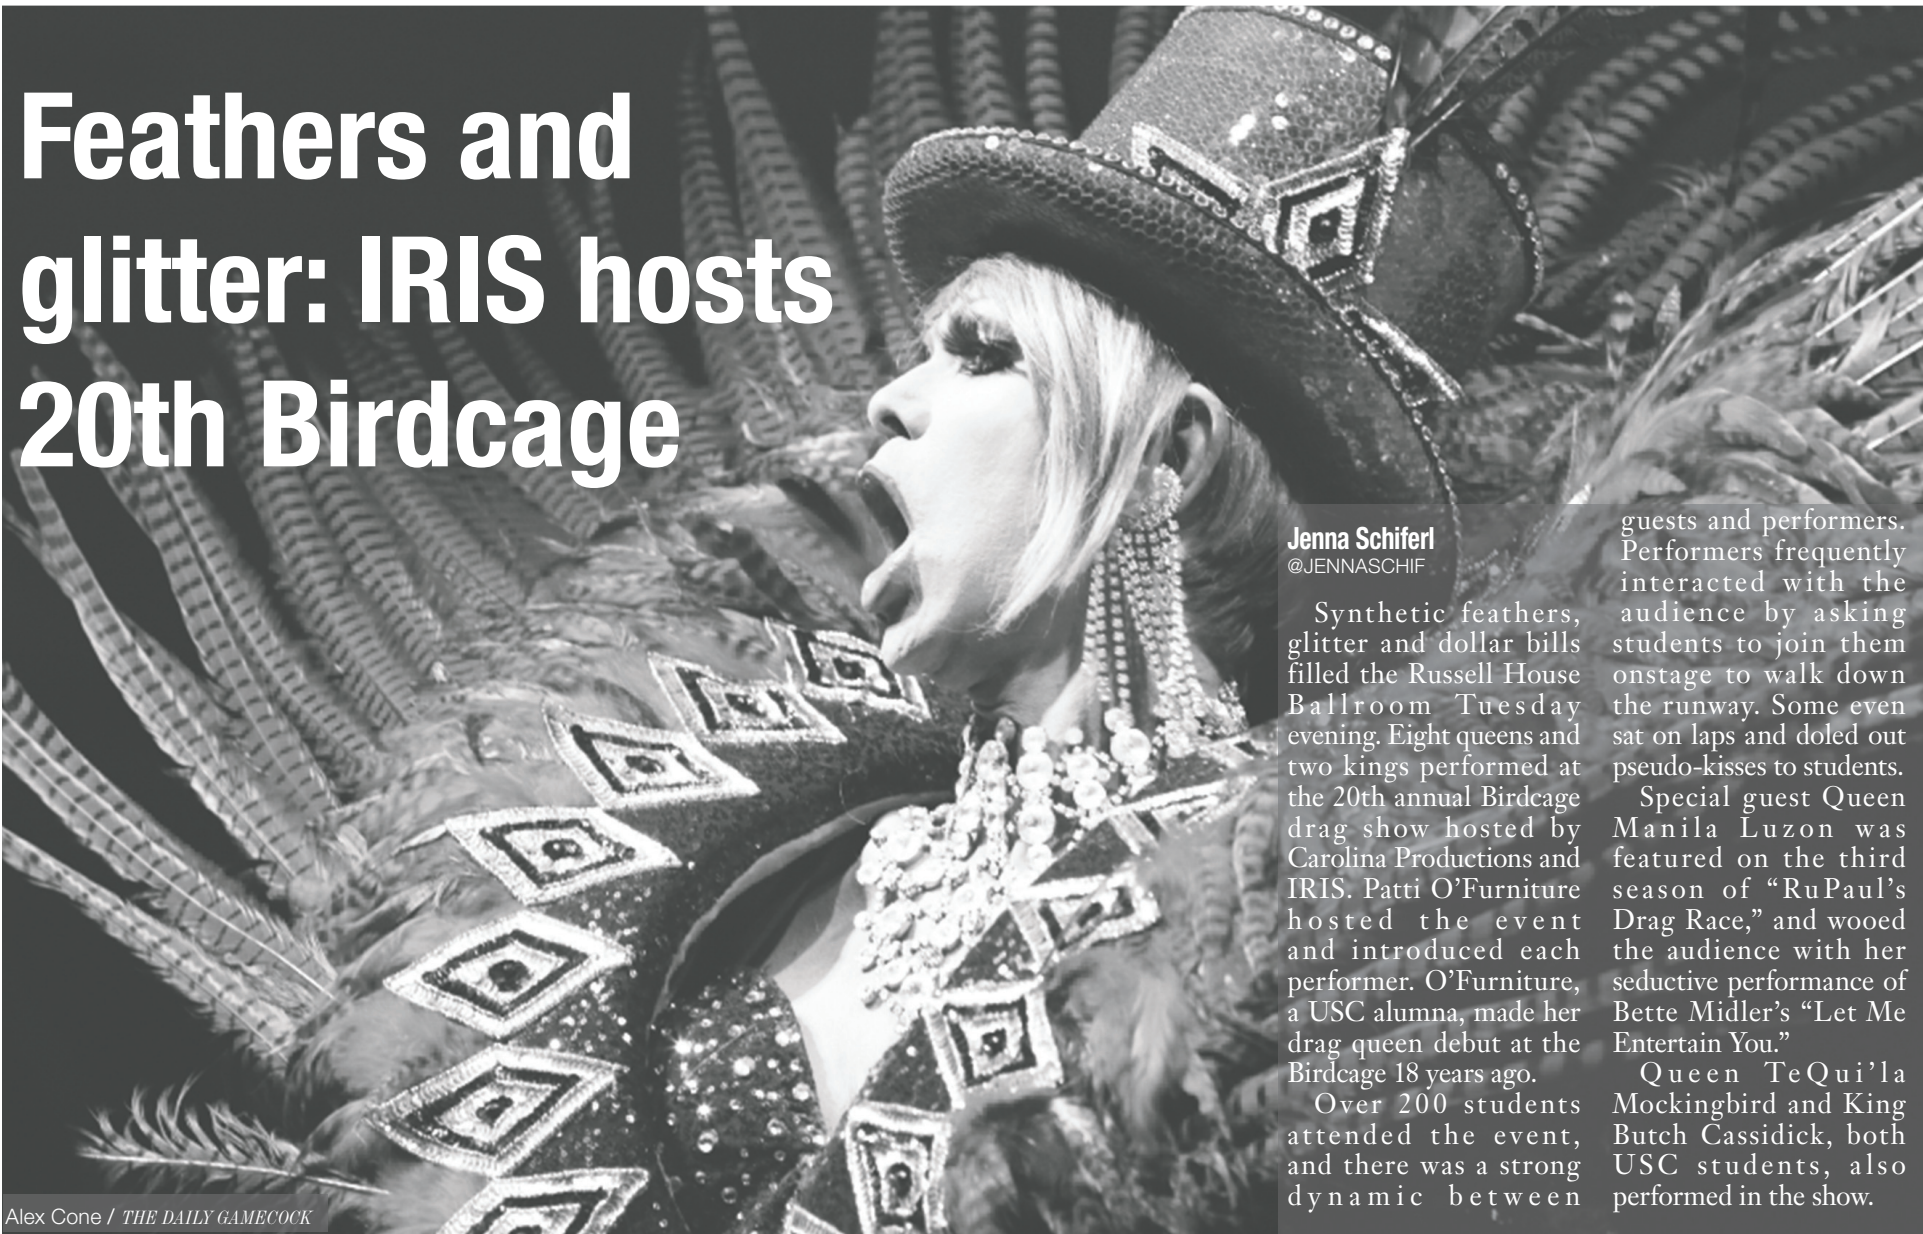 Feathers and
glitter: IRIS hosts
20th Birdcage
Jenna Schiferl
@JENNASCHIF
Synthetic feathers,
glitter and dollar bills
filled the Russell House
Ballroom Tuesday
evening. Eight queens and
two kings performed at
the 20th annual Birdcage
drag show hosted by
Carolina Productions and
IRIS. Patti O’Furniture
hosted the event
and introduced each
performer. O’Furniture,
a USC alumna, made her
drag queen debut at the
Birdcage 18 years ago.
Over 200 students
attended the event,
and there was a strong
dynamic between
guests and performers.
Performers frequently
interacted with the
audience by asking
students to join them
onstage to walk down
the runway. Some even
sat on laps and doled out
pseudo-kisses to students.
Special guest Queen
Manila Luzon was
featured on the third
season of “RuPaul’s
Drag Race,” and wooed
the audience with her
seductive performance of
Bette Midler’s “Let Me
Entertain You.”
Queen TeQui’la
Mockingbird and King
Butch Cassidick, both
USC students, also
performed in the show.
Alex Cone / THE DAILY GAMECOCK